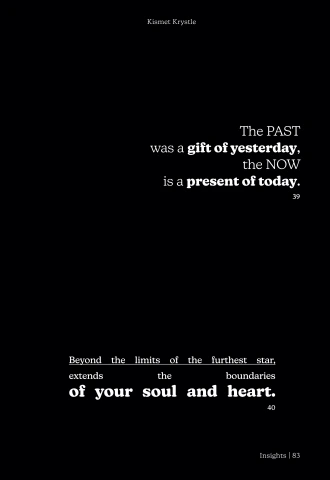 Kismet Krystle
The PAST
was a gift of yesterday,
the NOW
is a present of today.
39
Beyond the limits of the furthest star,
extends the boundaries
of your soul and heart.
40
Insights | 83